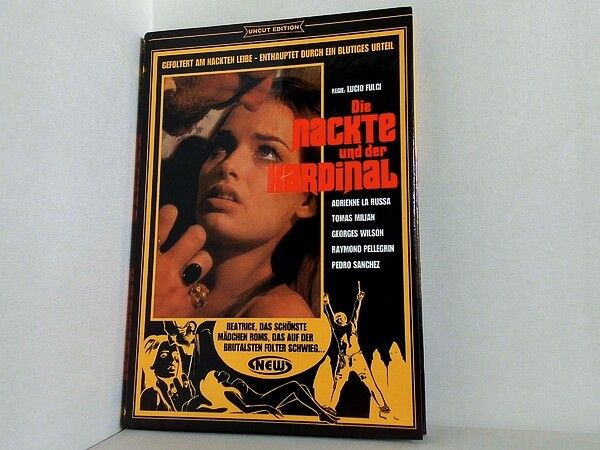 UNCUT EDITION
GEFOLTERT AM NACKTEN LEIBE - ENTHAUPTET DURCH EIN BLUTIGES URTEIL
REGIE: LUCIO FULCI
Die
NACKTE
und der
KARDINAL
ADRIENNE LA RUSSA
TOMAS MILIAN
GEORGES WILSON
RAYMOND PELLEGRIN
PEDRO SANCHEZ
BEATRICE, DAS SCHÖNSTE
MÄDCHEN ROMS, DAS AUF DER
BRUTALSTEN FOLTER SCHWIEG...
NEW